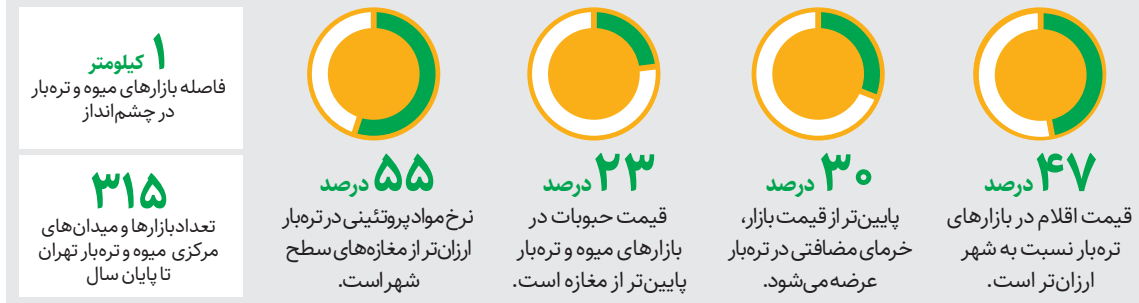 ۴۷ درصد
قیمت اقلام در بازارهای
تره‌بار نسبت به شهر
ارزان‌تر است.
۳۰ درصد
پایین‌تر از قیمت بازار،
خرمای مضافتی در تره‌بار
عرضه می‌شود.
۲۳ درصد
قیمت حبوبات در
بازارهای میوه و تره‌بار
پایین‌تر از مغازه است.
۵۵ درصد
نرخ مواد پروتئینی در تره‌بار
ارزان‌تر از مغازه‌های سطح
شهر است.
۱ کیلومتر
فاصله بازارهای میوه و تره‌بار
در چشم‌انداز
۳۱۵
تعداد بازارها و میدان‌های
مرکزی میوه و تره‌بار تهران
تا پایان سال